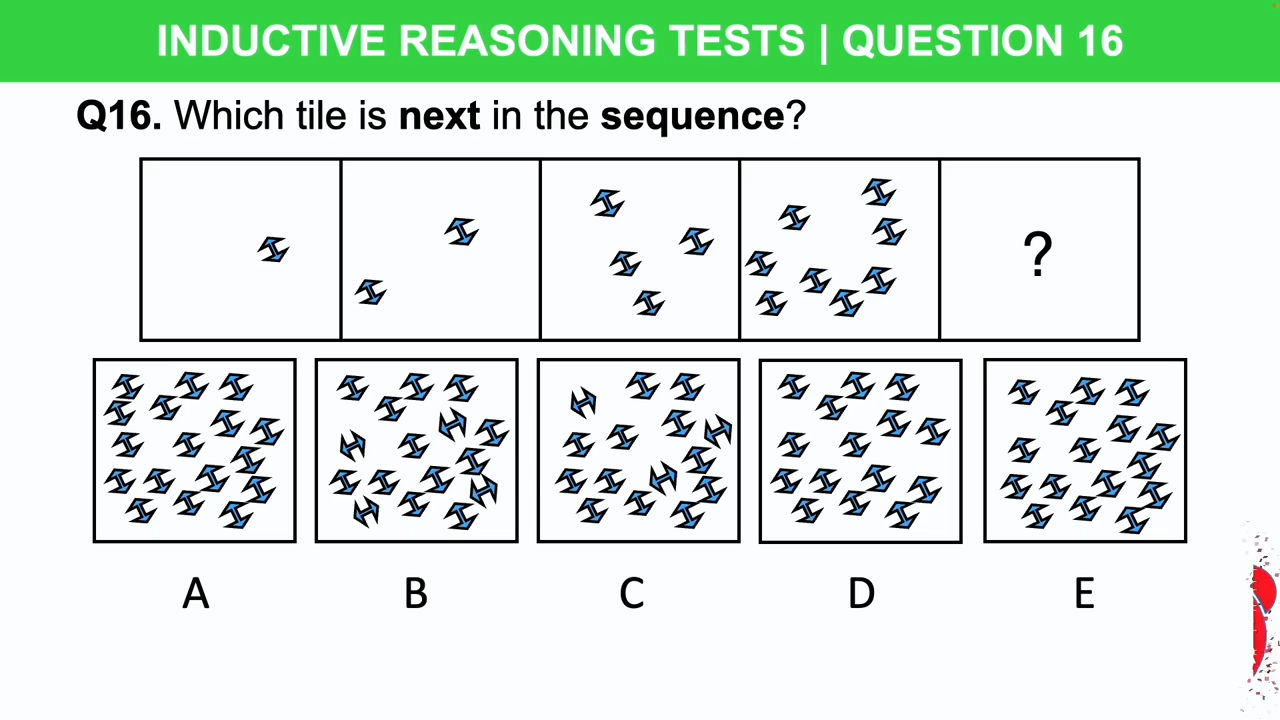 INDUCTIVE REASONING TESTS | QUESTION 16
Q16. Which tile is next in the sequence?
?
A B C D E